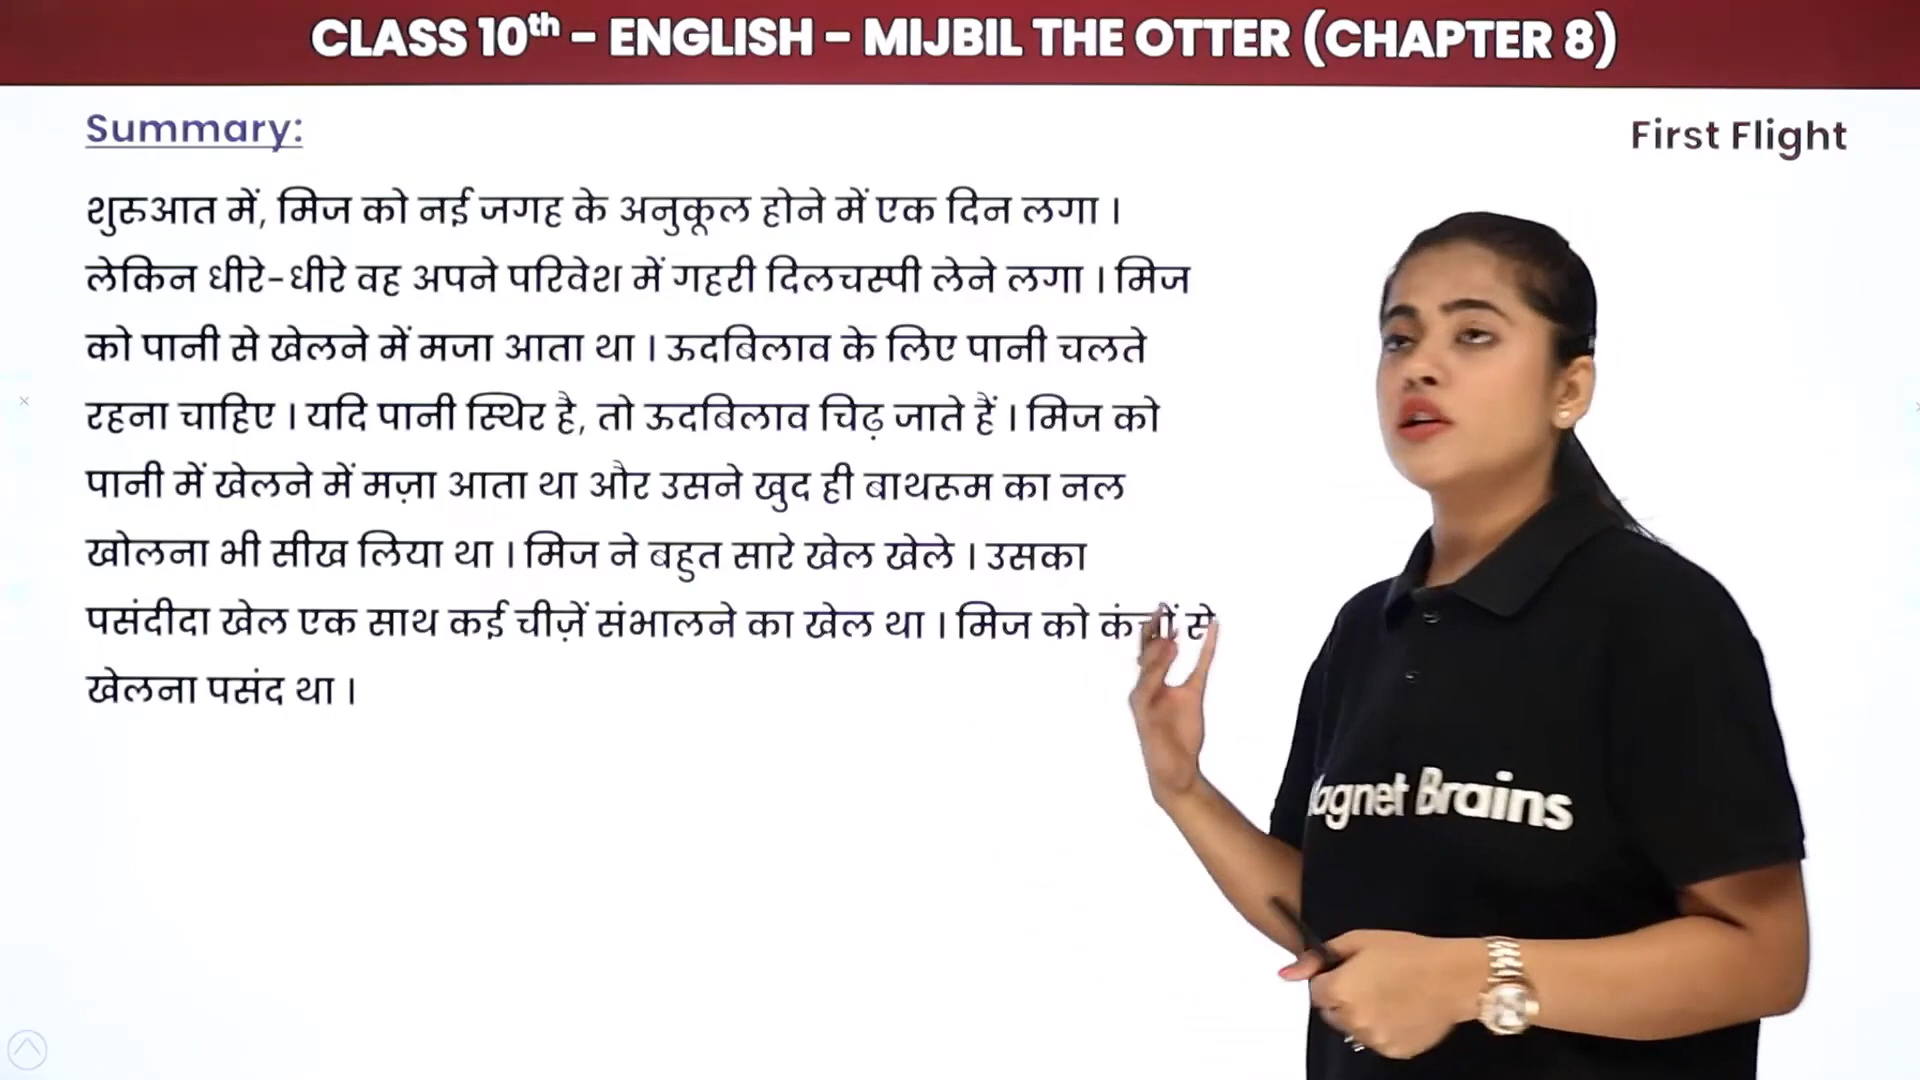 CLASS 10th - ENGLISH - MIJBIL THE OTTER (CHAPTER 8)
Summary:
First Flight
शुरुआत में, मिज को नई जगह के अनुकूल होने में एक दिन लगा ।
लेकिन धीरे-धीरे वह अपने परिवेश में गहरी दिलचस्पी लेने लगा । मिज
को पानी से खेलने में मजा आता था । ऊदबिलाव के लिए पानी चलते
रहना चाहिए । यदि पानी स्थिर है, तो ऊदबिलाव चिढ़ जाते हैं । मिज को
पानी में खेलने में मज़ा आता था और उसने खुद ही बाथरूम का नल
खोलना भी सीख लिया था । मिज ने बहुत सारे खेल खेले । उसका
पसंदीदा खेल एक साथ कई चीज़ें संभालने का खेल था । मिज को से
खेलना पसंद था ।
Brains